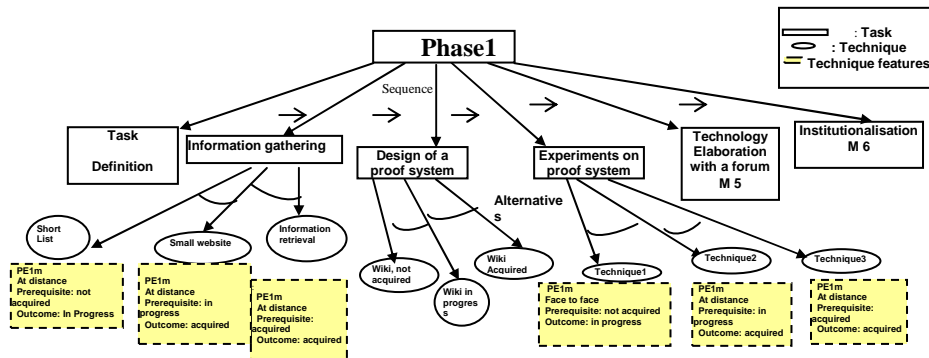 Phase1
: Task
: Technique
Technique features
Sequence
Task
Definition
Information gathering
Design of a
proof system
Experiments on
proof system
Technology
Elaboration
with a forum
M 5
Institutionalisation
M 6
Alternative
s
Short
List
Small website
Information
retrieval
Wiki, not
acquired
Wiki in
progres
s
Wiki
Acquired
Technique1
Technique2
Technique3
PE1m
At distance
Prerequisite: not
acquired
Outcome: In Progress
PE1m
At distance
Prerequisite: in
progress
Outcome: acquired
PE1m
At distance
Prerequisite:
acquired
Outcome: acquired
PE1m
Face to face
Prerequisite: not acquired
Outcome: in progress
PE1m
At distance
Prerequisite: in
progress
Outcome: acquired
PE1m
At distance
Prerequisite:
acquired
Outcome: acquired